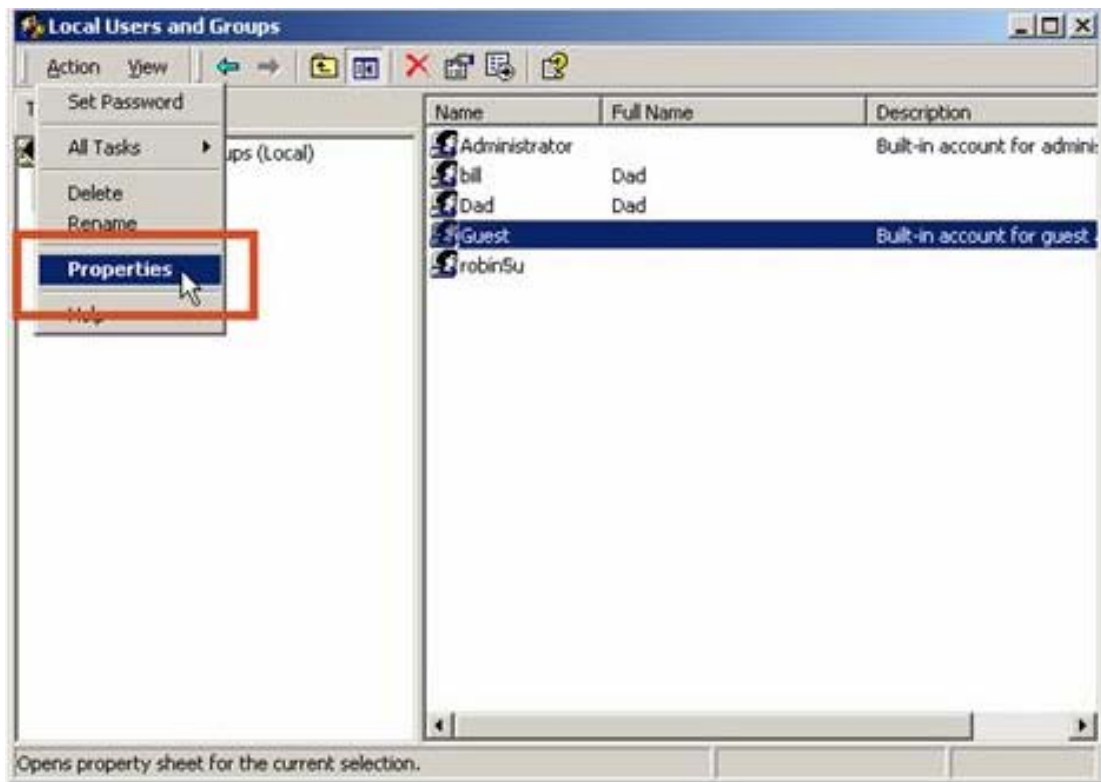 Local Users and Groups
Action View
Set Password
All Tasks
Delete
Rename
Properties
Help
T
ups (Local)
Name Full Name Description
Administrator Built-in account for admini
bill Dad
Dad Dad
Guest Built-in account for guest
robinSu
Opens property sheet for the current selection.